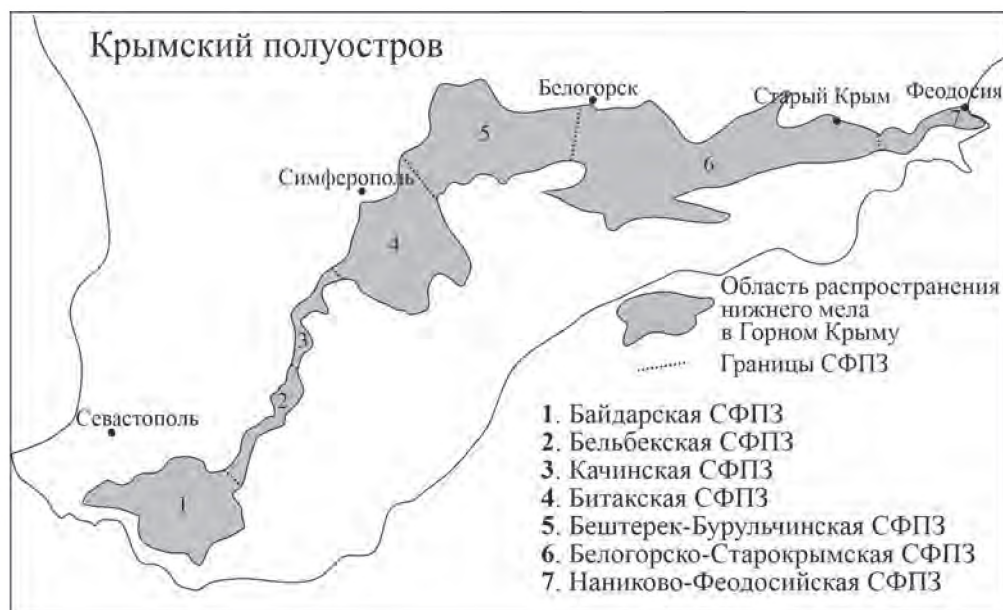 Крымский полуостров
Белогорск
Старый Крым
Феодосия
7
5
6
Симферополь
4
Область распространения
нижнего мела
в Горном Крыму
3
Границы СФПЗ
2
Севастополь
1
1. Байдарская СФПЗ
2. Бельбекская СФПЗ
3. Качинская СФПЗ
4. Битакская СФПЗ
5. Бештерек-Бурульчинская СФПЗ
6. Белогорско-Старокрымская СФПЗ
7. Наниково-Феодосийская СФПЗ